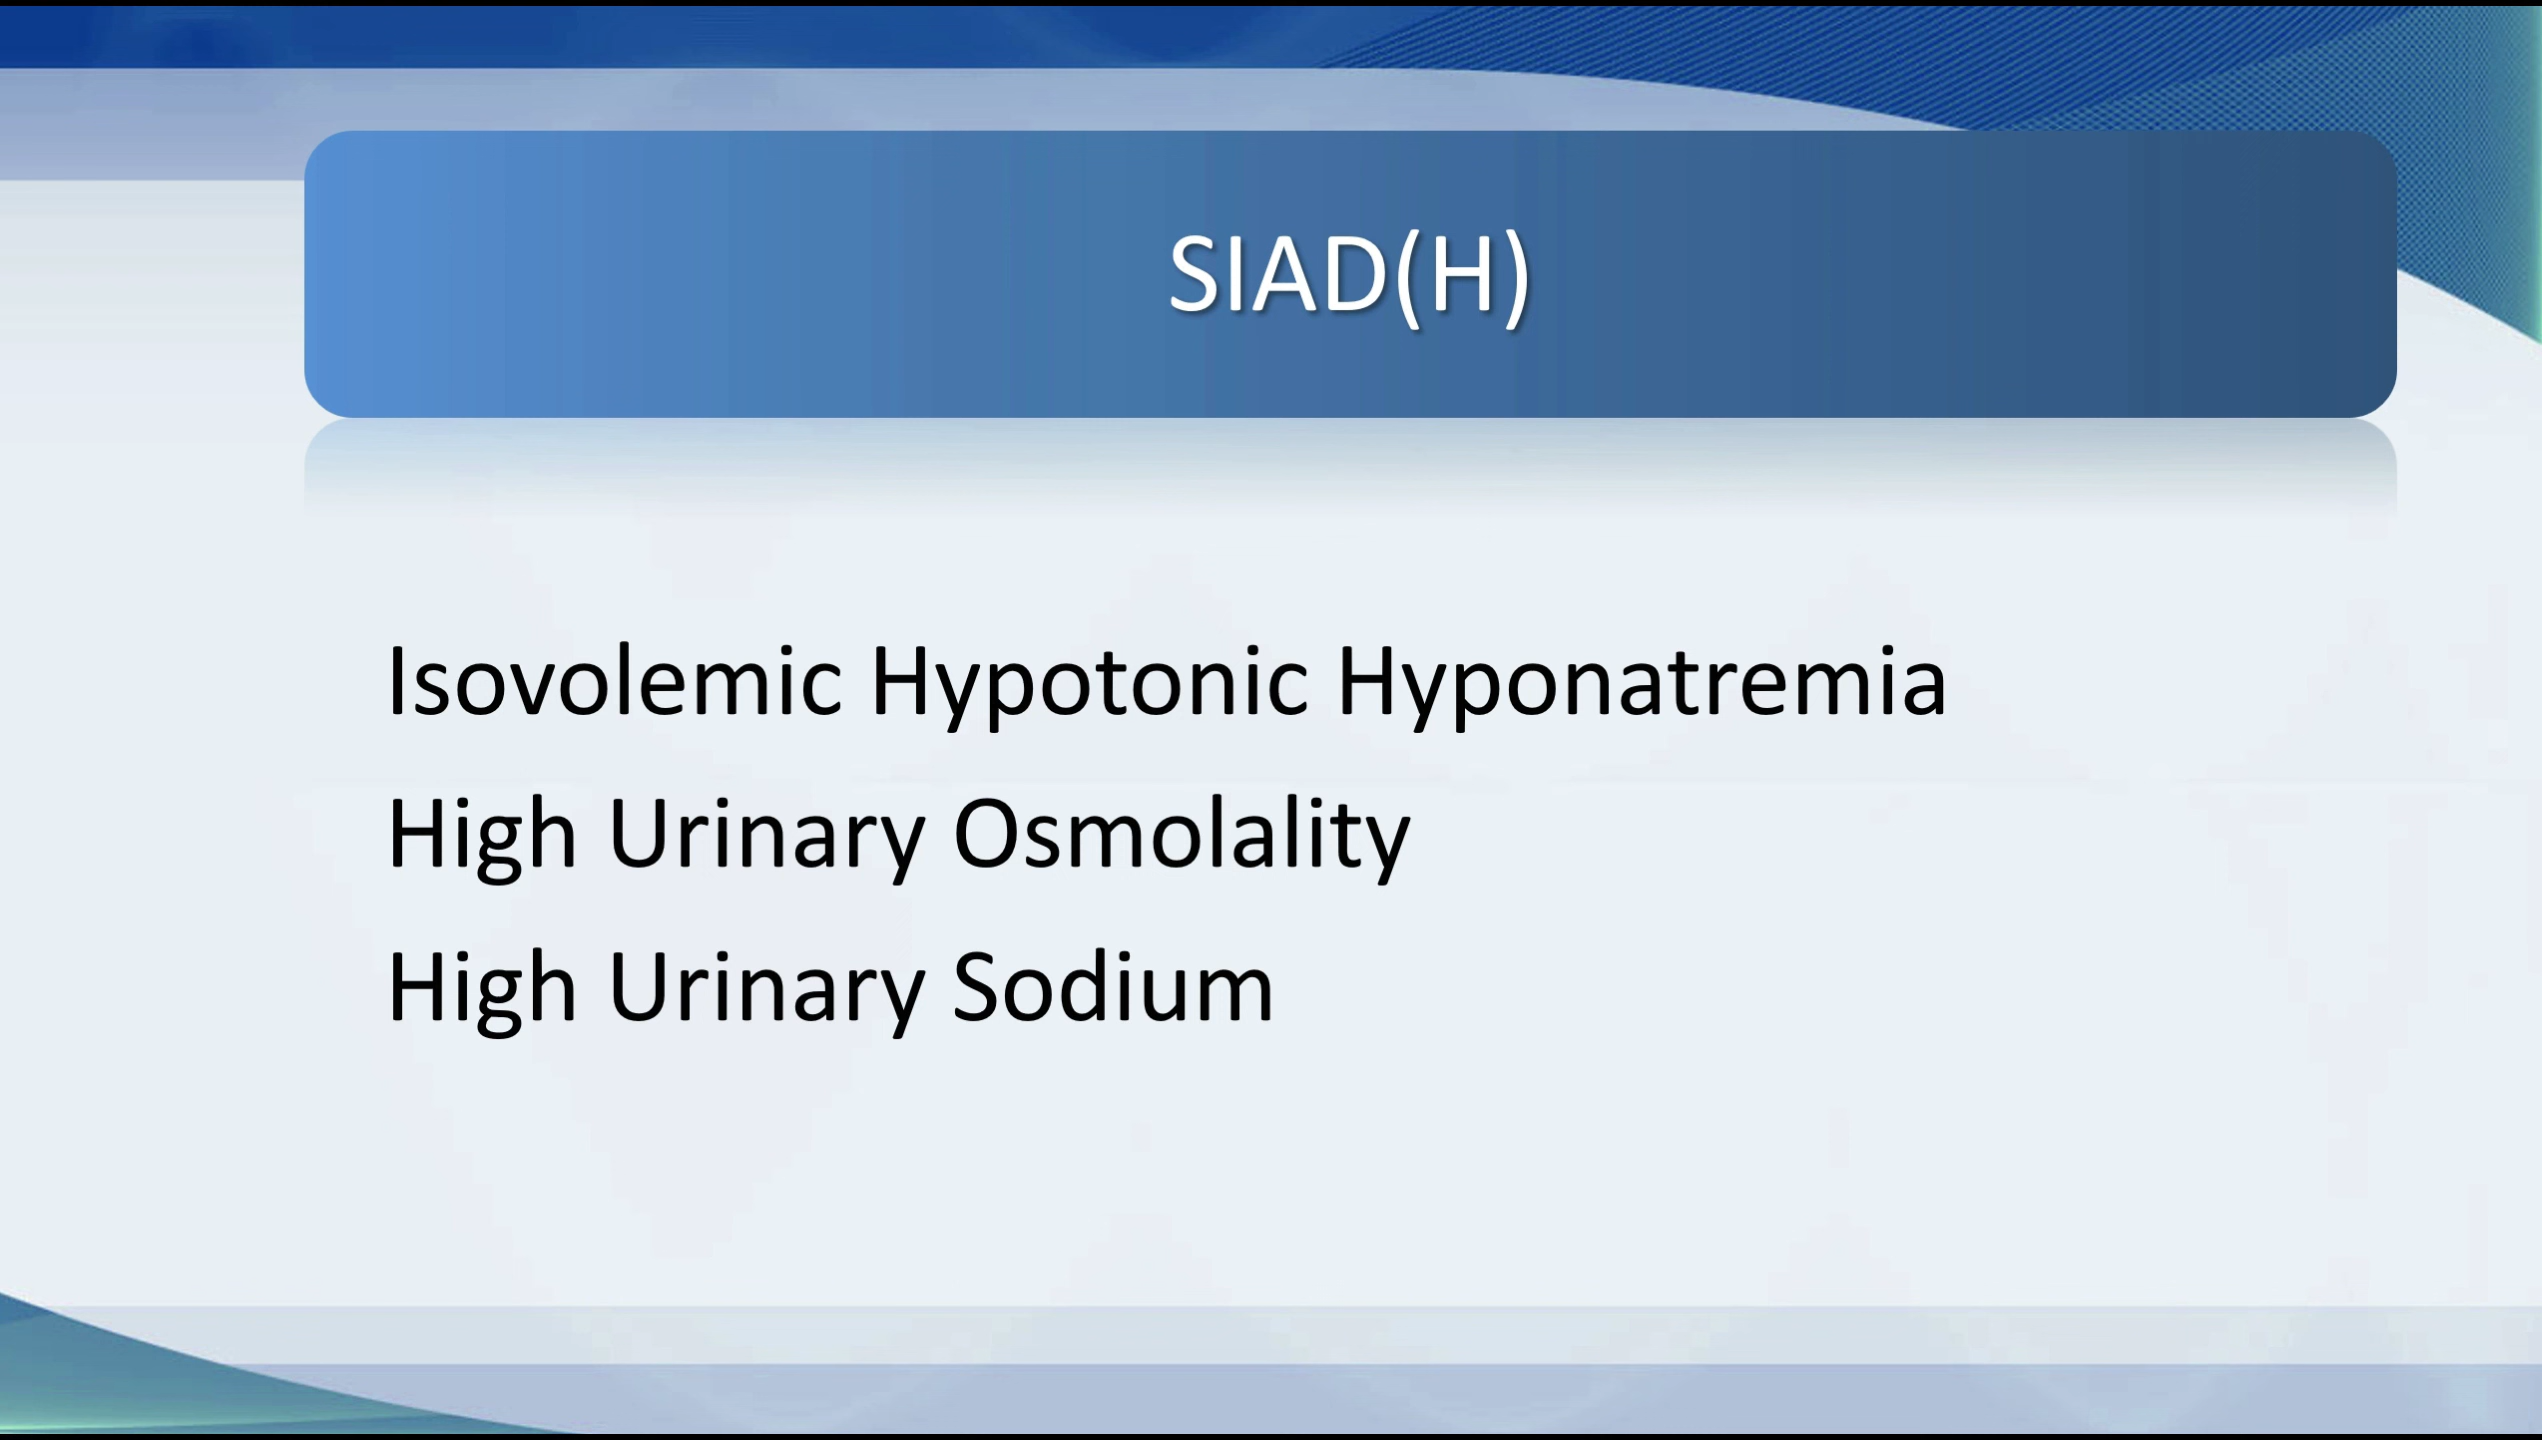 SIAD(H)
Isovolemic Hypotonic Hyponatremia
High Urinary Osmolality
High Urinary Sodium